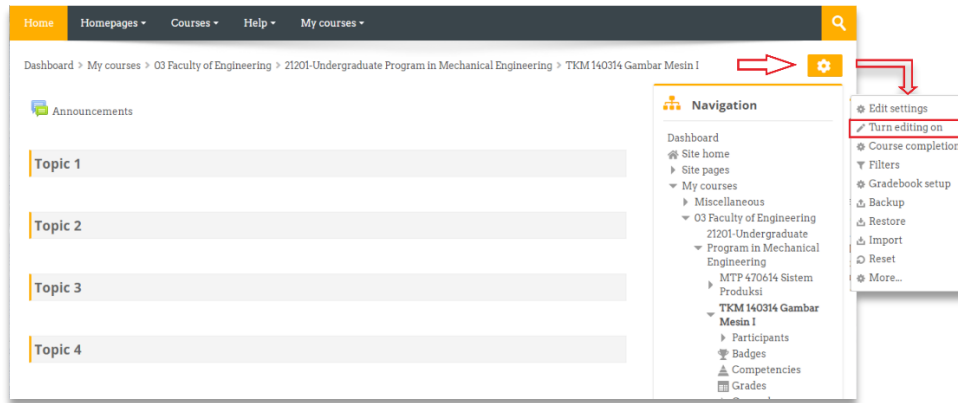 Home Homepages Courses Help My courses
Dashboard > My courses > 03 Faculty of Engineering > 21201-Undergraduate Program in Mechanical Engineering > TKM 140314 Gambar Mesin I
Announcements
Topic 1
Topic 2
Topic 3
Topic 4
Navigation
Dashboard
Site home
Site pages
My courses
Miscellaneous
03 Faculty of Engineering
21201-Undergraduate
Program in Mechanical
Engineering
MTP 470614 Sistem
Produksi
TKM 140314 Gambar
Mesin I
Participants
Badges
Competencies
Grades
Edit settings
Turn editing on
Course completion
Filters
Gradebook setup
Backup
Restore
Import
Reset
More...